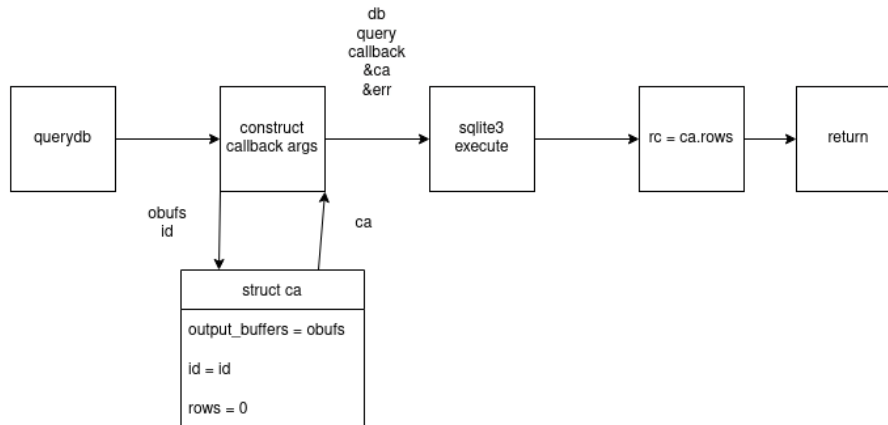 db
query
callback
&ca
&err
querydb
construct
callback args
sqlite3
execute
rc = ca.rows
return
obufs
id
ca
struct ca
output_buffers = obufs
id = id
rows = 0